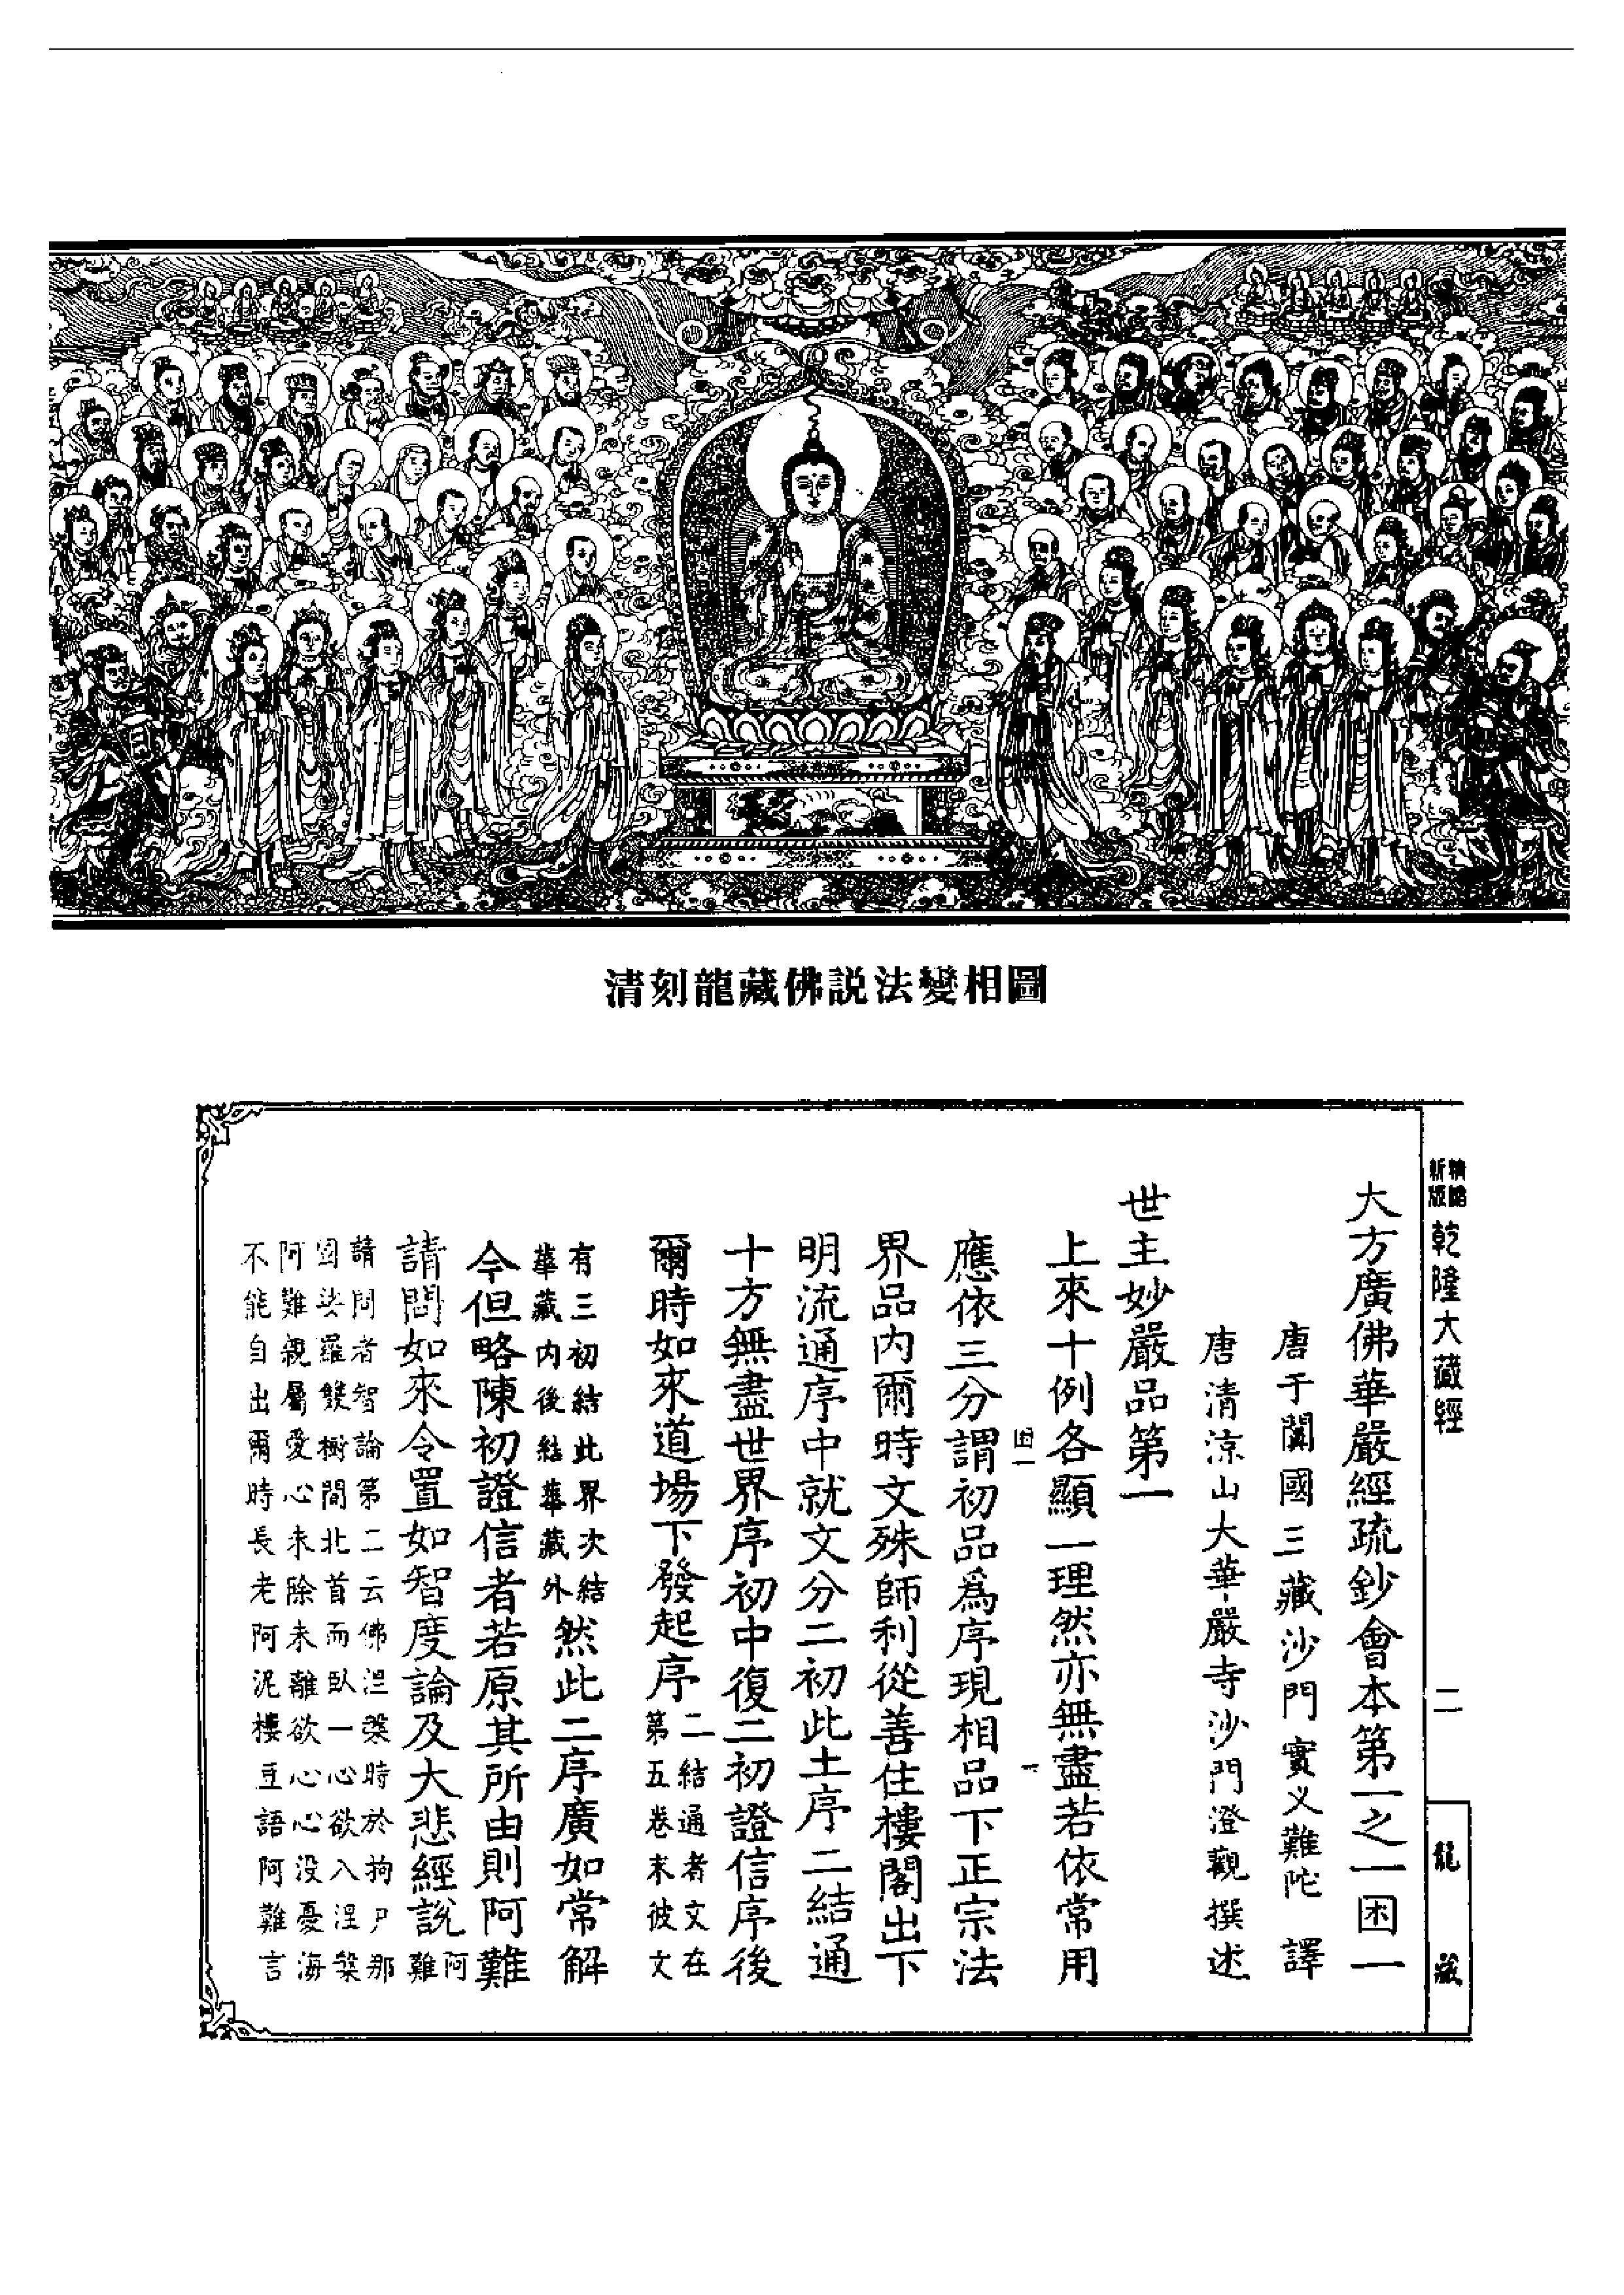 清刻龍藏佛説法變相圖
精繕新版
乾隆大藏經
二
龍藏
大方廣佛華嚴經疏鈔會本第一之一困一
唐于闐國三藏沙門實叉難陀 譯
唐清涼山大華嚴寺沙門澄觀撰述
世主妙嚴品第一
上來十例各顯一理然亦無盡若依常用
困一
一
應依三分謂初品爲序現相品下正宗法
界品内爾時文殊師利從善住樓閣出下
明流通序中就文分二初此土序二結通
十方無盡世界序初中復二初證信序後
爾時如來道場下發起序
二結通者文在
第五卷末彼文
有三初結此界次結
華藏内後結華藏外
然此二序廣如常解
今但略陳初證信者若原其所由則阿難
請問如來令置如智度論及大悲經説
阿
難
請問者智論第二云佛涅槃時於拘尸那
國娑羅雙樹間北首而臥一心欲入涅槃
阿難親屬愛心未除未離欲心心没憂海
不能自出爾時長老阿泥樓豆語阿難言